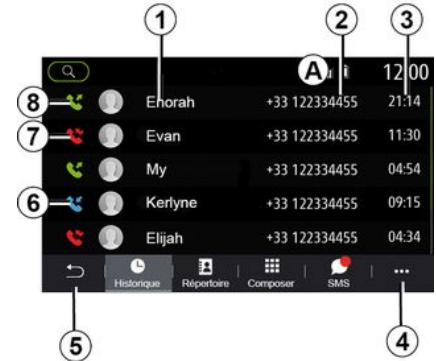 1 2 3
A 12:00
8 Enorah +33 122334455 21:14
7 Evan +33 122334455 11:30
My +33 122334455 04:54
6 Kerlyne +33 122334455 09:15
Elijah +33 122334455 04:34
Historique Répertoire Composer SMS ...
5 4